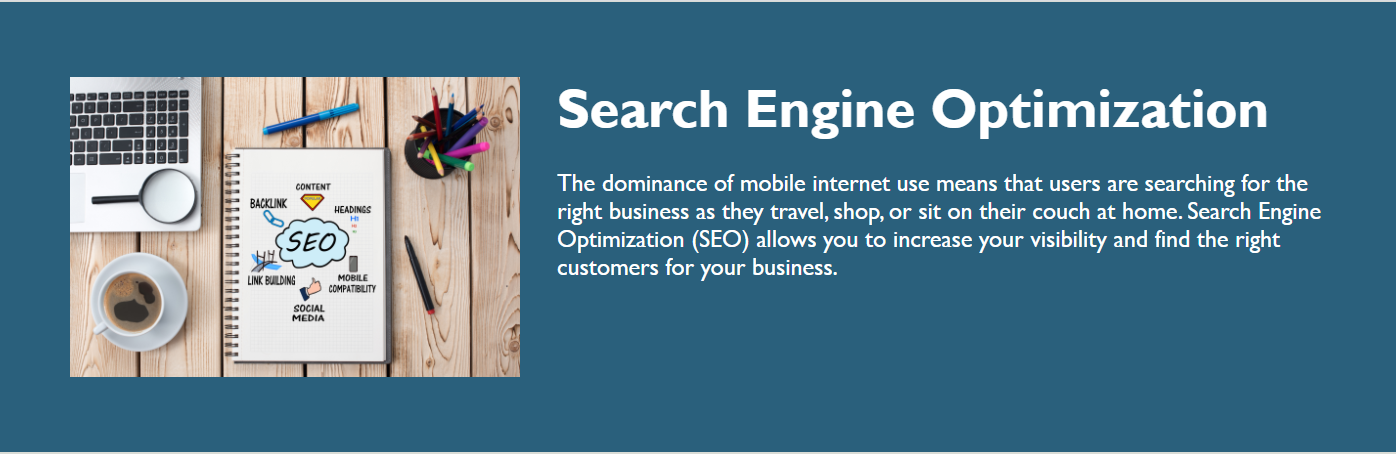 Search Engine Optimization
The dominance of mobile internet use means that users are searching for the
right business as they travel, shop, or sit on their couch at home. Search Engine
Optimization (SEO) allows you to increase your visibility and find the right
customers for your business.
CONTENT
BACKLINK
HEADINGS
H1
SEO
LINK BUILDING
MOBILE
COMPATIBILITY
SOCIAL
MEDIA